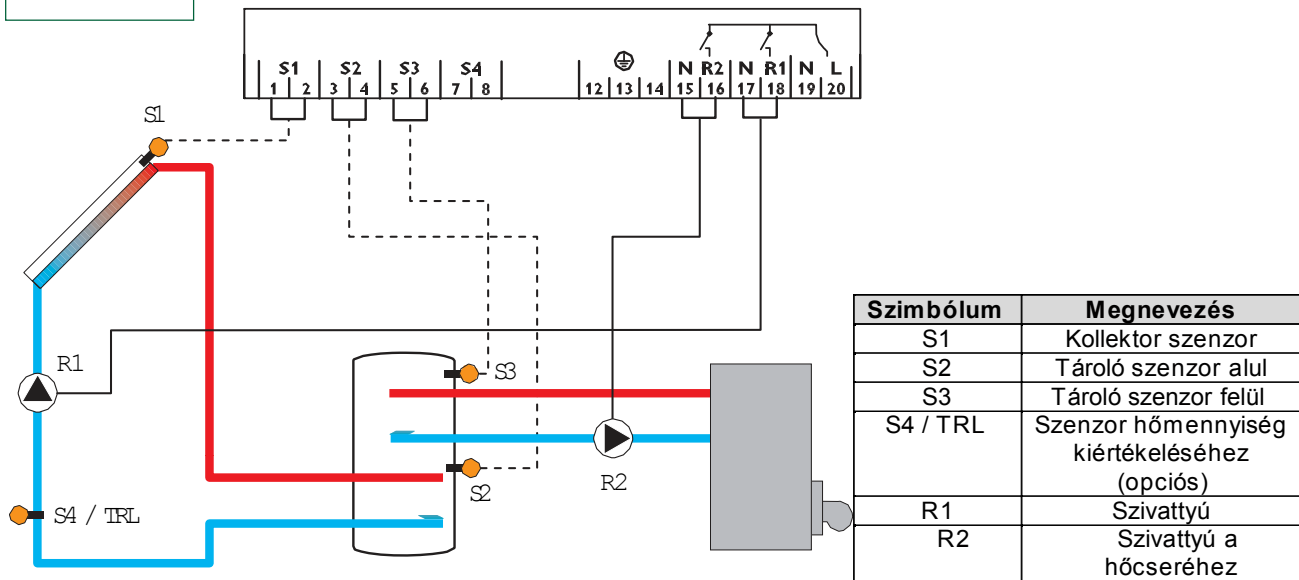 S1 S2 S3 S4 N R2 N R1 N L
1 2 3 4 5 6 7 8 12 13 14 15 16 17 18 19 20
S1
R1
S3
S2
R2
S4 / TRL
Szimbólum Megnevezés
S1 Kollektor szenzor
S2 Tároló szenzor alul
S3 Tároló szenzor felül
S4 / TRL Szenzor hőmennyiség
kiértékeléséhez
(opciós)
R1 Szivattyú
R2 Szivattyú a
hőcseréhez